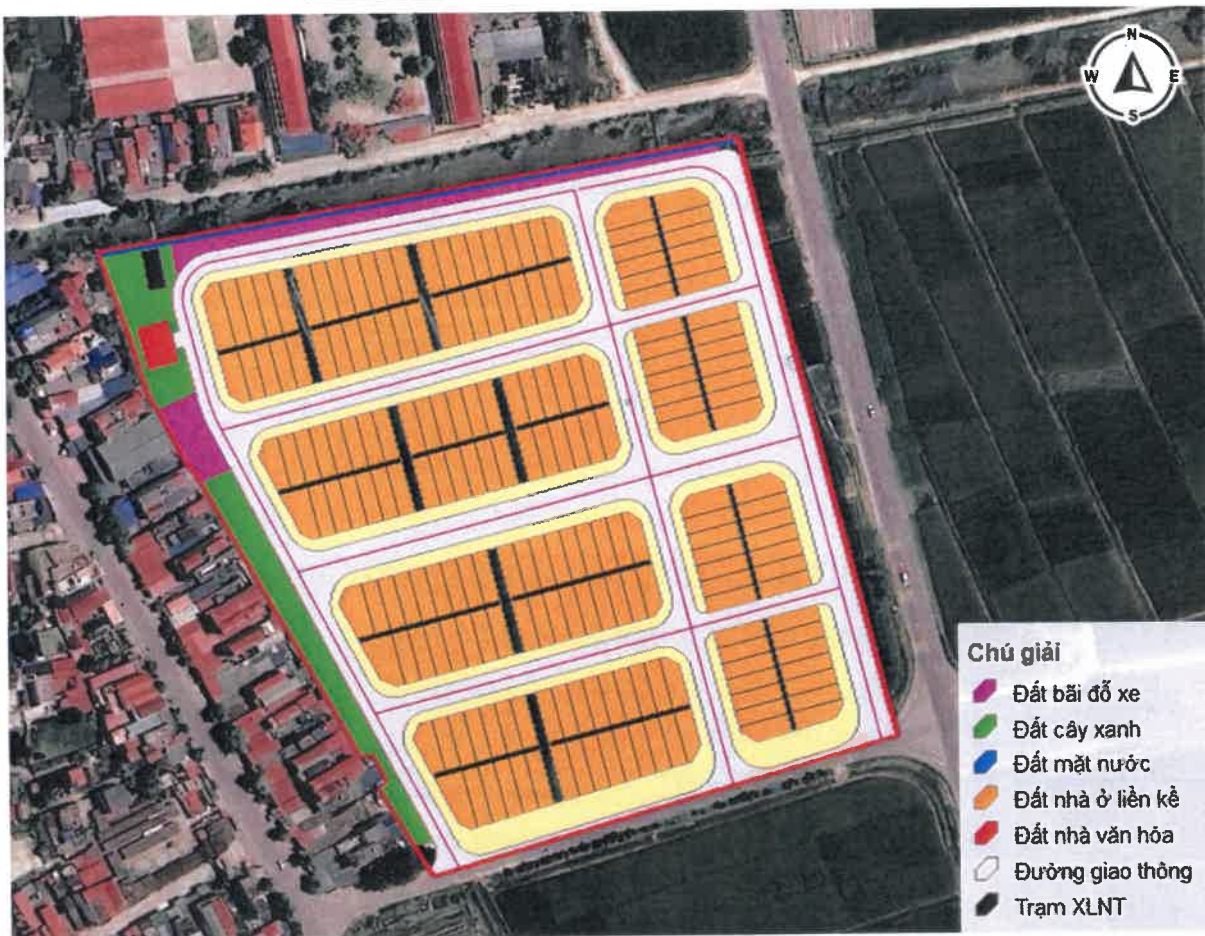 N
W E
S
Chú giải
Đất bãi đỗ xe
Đất cây xanh
Đất mặt nước
Đất nhà ở liền kề
Đất nhà văn hóa
Đường giao thông
Trạm XLNT